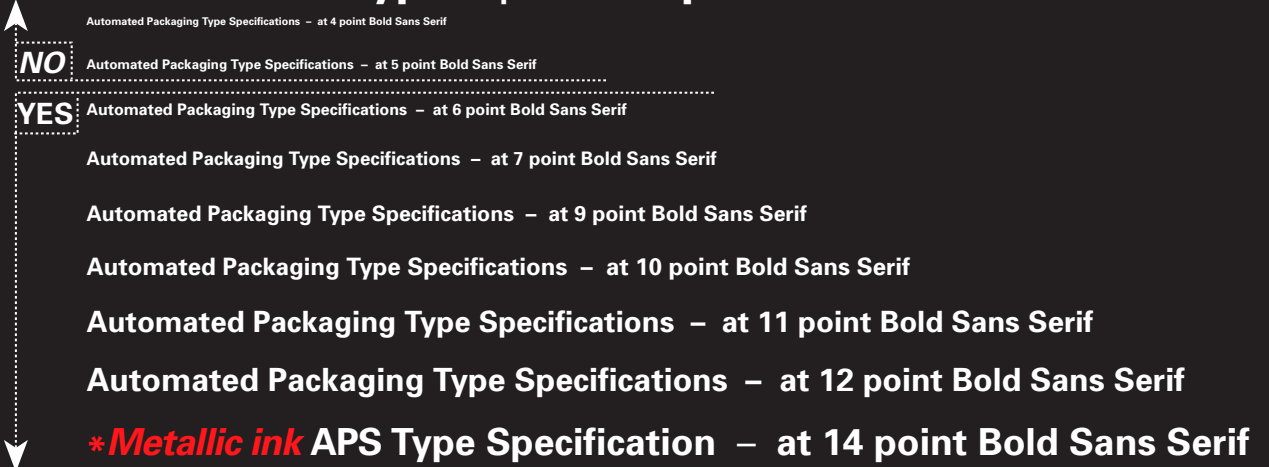 Automated Packaging Type Specifications – at 4 point Bold Sans Serif
NO Automated Packaging Type Specifications – at 5 point Bold Sans Serif
YES Automated Packaging Type Specifications – at 6 point Bold Sans Serif
Automated Packaging Type Specifications – at 7 point Bold Sans Serif
Automated Packaging Type Specifications – at 9 point Bold Sans Serif
Automated Packaging Type Specifications – at 10 point Bold Sans Serif
Automated Packaging Type Specifications – at 11 point Bold Sans Serif
Automated Packaging Type Specifications – at 12 point Bold Sans Serif
*Metallic ink APS Type Specification – at 14 point Bold Sans Serif